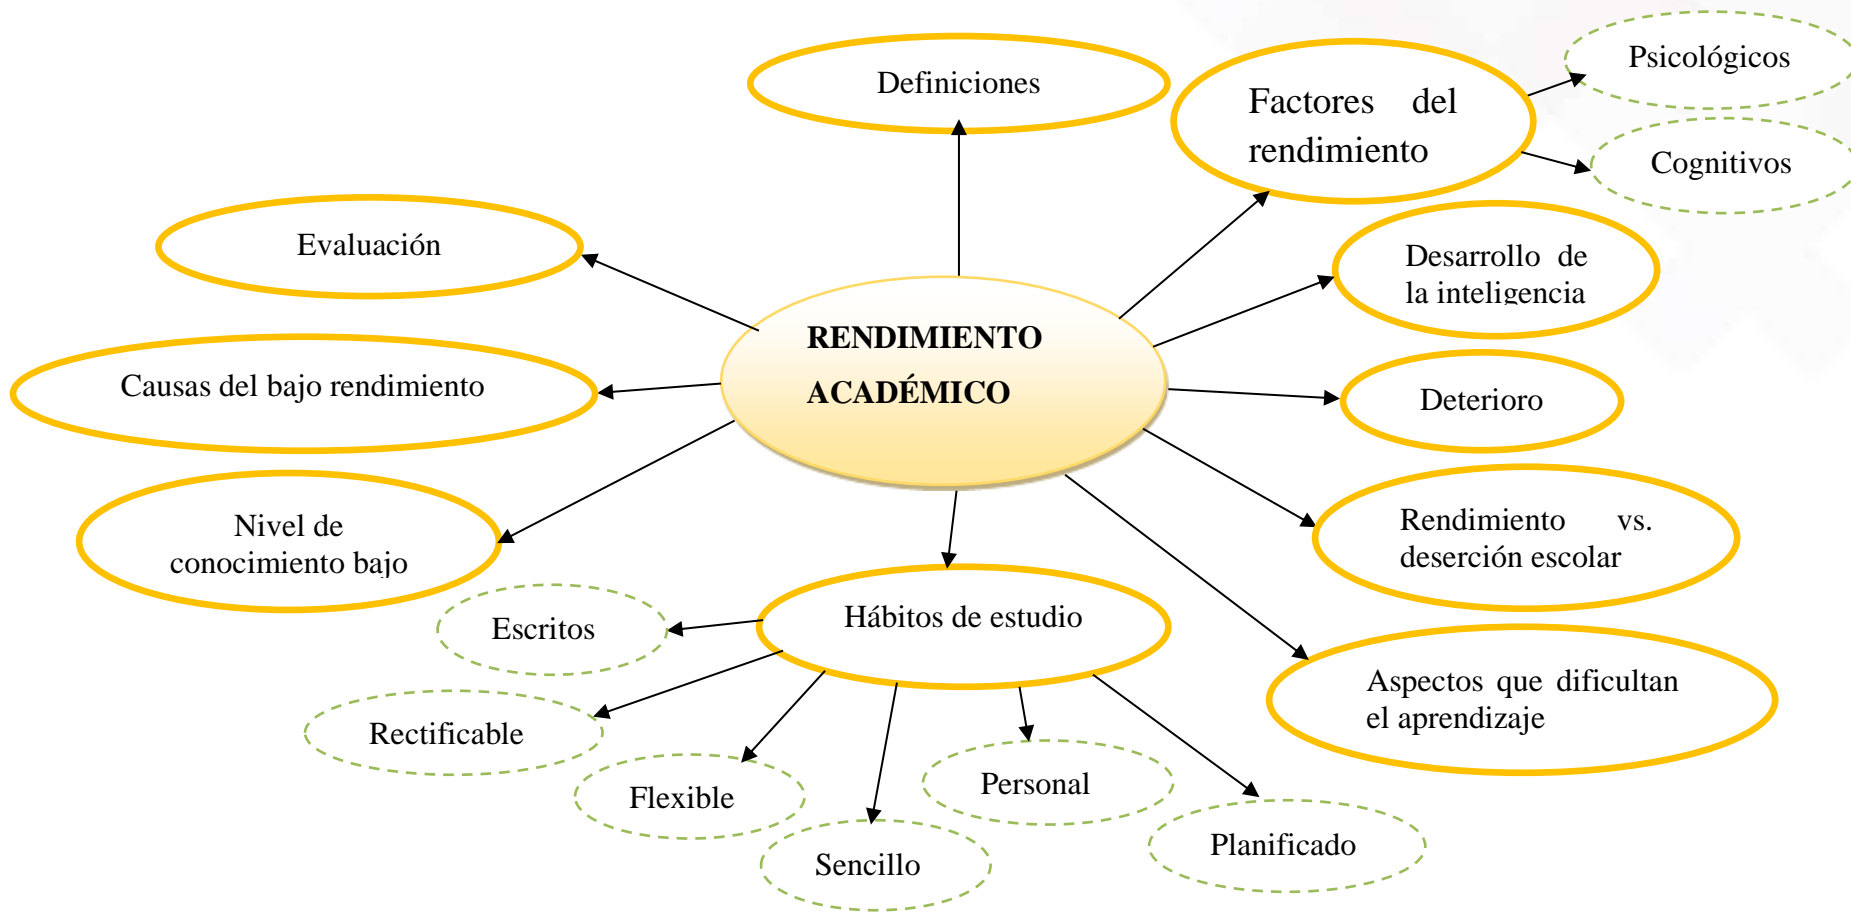 Definiciones
Factores del
rendimiento
Psicológicos
Cognitivos
Evaluación
Desarrollo de
la inteligencia
RENDIMIENTO
ACADÉMICO
Causas del bajo rendimiento
Deterioro
Nivel de
conocimiento bajo
Rendimiento vs.
deserción escolar
Hábitos de estudio
Escritos
Aspectos que dificultan
el aprendizaje
Rectificable
Flexible
Personal
Sencillo
Planificado